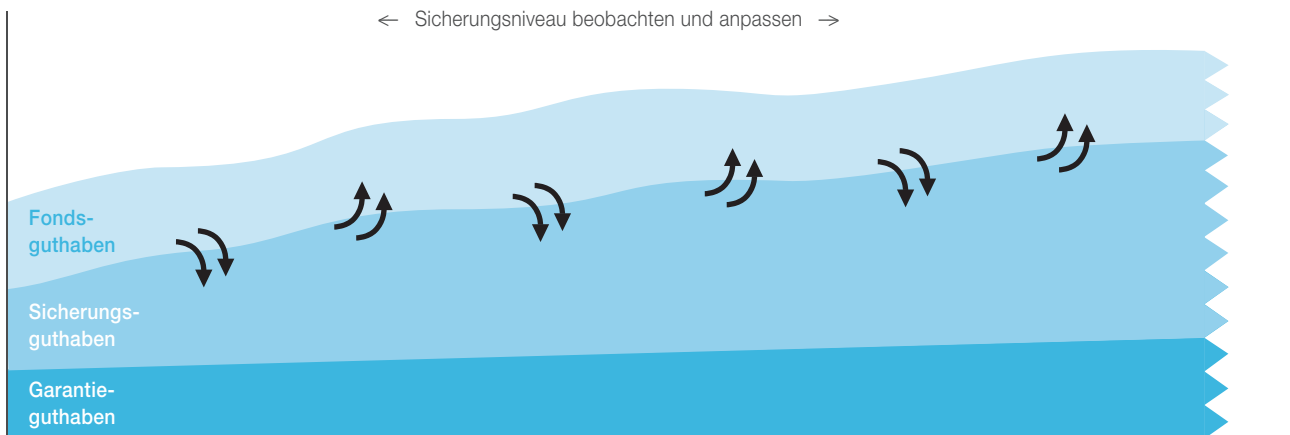 ← Sicherungsniveau beobachten und anpassen →
Fonds-
guthaben
Sicherungs-
guthaben
Garantie-
guthaben